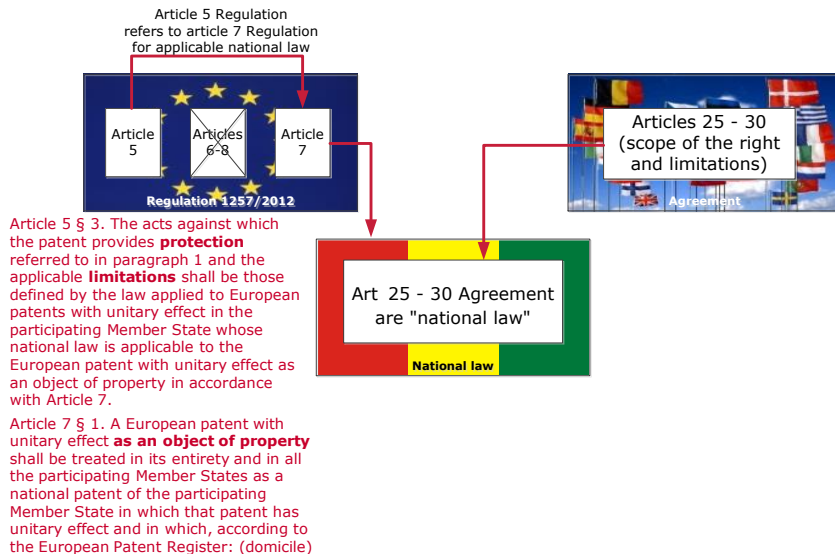 Article 5 Regulation
refers to article 7 Regulation
for applicable national law
Article
5
Articles
6-8
Article
7
Regulation 1257/2012
Articles 25 - 30
(scope of the right
and limitations)
Agreement
Article 5 § 3. The acts against which
the patent provides protection
referred to in paragraph 1 and the
applicable limitations shall be those
defined by the law applied to European
patents with unitary effect in the
participating Member State whose
national law is applicable to the
European patent with unitary effect as
an object of property in accordance
with Article 7.
Art  25 - 30 Agreement
are "national law"
National law
Article 7 § 1. A European patent with
unitary effect as an object of property
shall be treated in its entirety and in all
the participating Member States as a
national patent of the participating
Member State in which that patent has
unitary effect and in which, according to
the European Patent Register: (domicile)